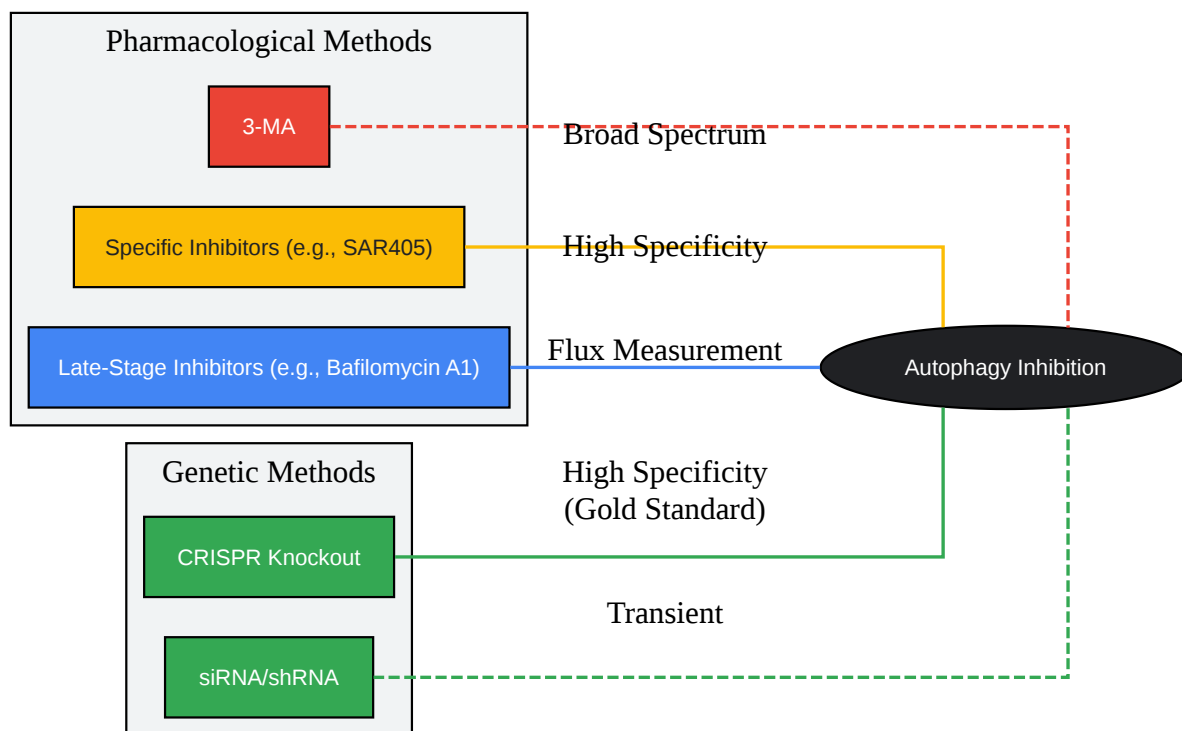 Pharmacological Methods
3-MA
Broad Spectrum
Specific Inhibitors (e.g., SAR405)
High Specificity
Late-Stage Inhibitors (e.g., Bafilomycin A1)
Flux Measurement
Autophagy Inhibition
Genetic Methods
High Specificity
(Gold Standard)
CRISPR Knockout
Transient
siRNA/shRNA